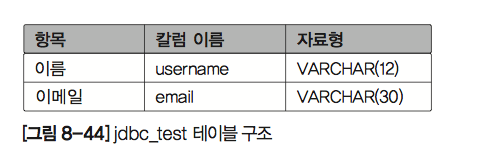 항목 칼럼 이름 자료형
이름 username VARCHAR(12)
이메일 email VARCHAR(30)
[그림 8-44] jdbc_test 테이블 구조